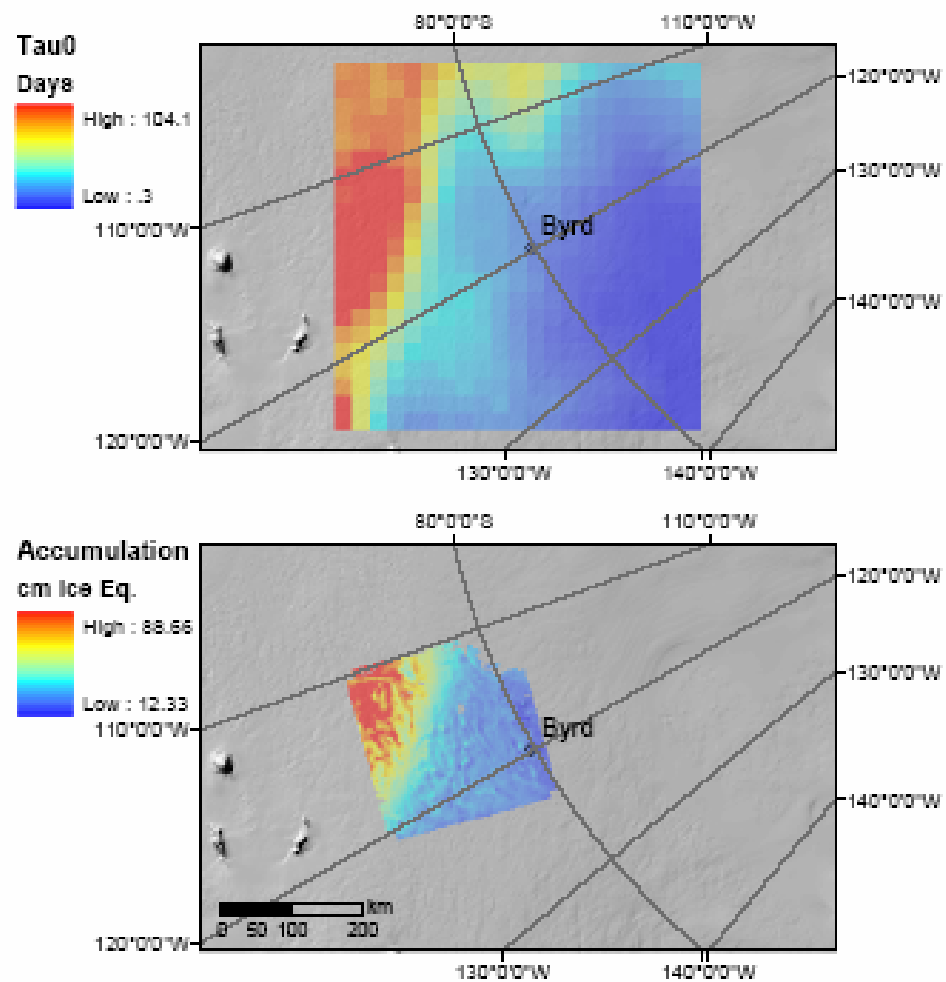 80°0'0"S 110°0'0"W
Tau0
Days
High : 104.1
Low : .3
120°0'0"W
130°0'0"W
110°0'0"W
Byrd
140°0'0"W
120°0'0"W
130°0'0"W 140°0'0"W
80°0'0"S 110°0'0"W
Accumulation
cm Ice Eq.
High : 88.66
Low : 12.33
120°0'0"W
130°0'0"W
110°0'0"W
Byrd
140°0'0"W
km
0 50 100 200
120°0'0"W
130°0'0"W 140°0'0"W